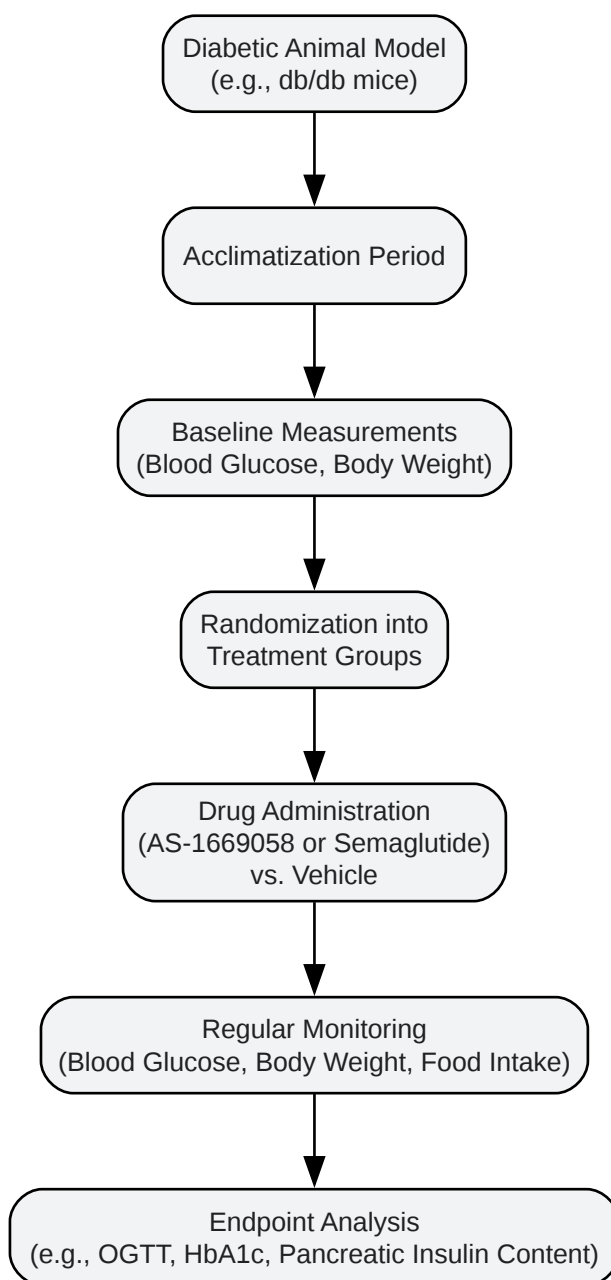 Diabetic Animal Model
(e.g., db/db mice)
Acclimatization Period
Baseline Measurements
(Blood Glucose, Body Weight)
Randomization into
Treatment Groups
Drug Administration
(AS-1669058 or Semaglutide)
vs. Vehicle
Regular Monitoring
(Blood Glucose, Body Weight, Food Intake)
Endpoint Analysis
(e.g., OGTT, HbA1c, Pancreatic Insulin Content)